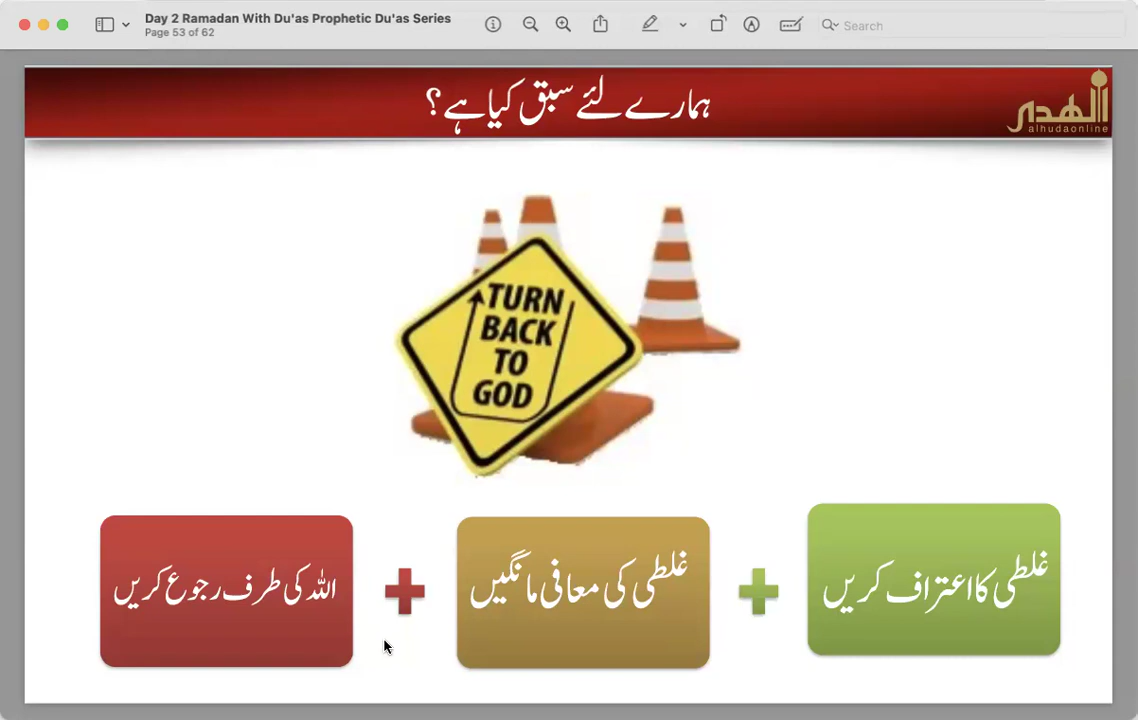 Day 2 Ramadan With Du'as Prophetic Du'as Series
Page 53 of 62
Search
ہمارے لئے سبق کیا ہے؟
الهدى
alhudaonline
TURN
BACK
TO
GOD
غلطی کا اعتراف کریں
+
غلطی کی معافی مانگیں
+
اللہ کی طرف رجوع کریں